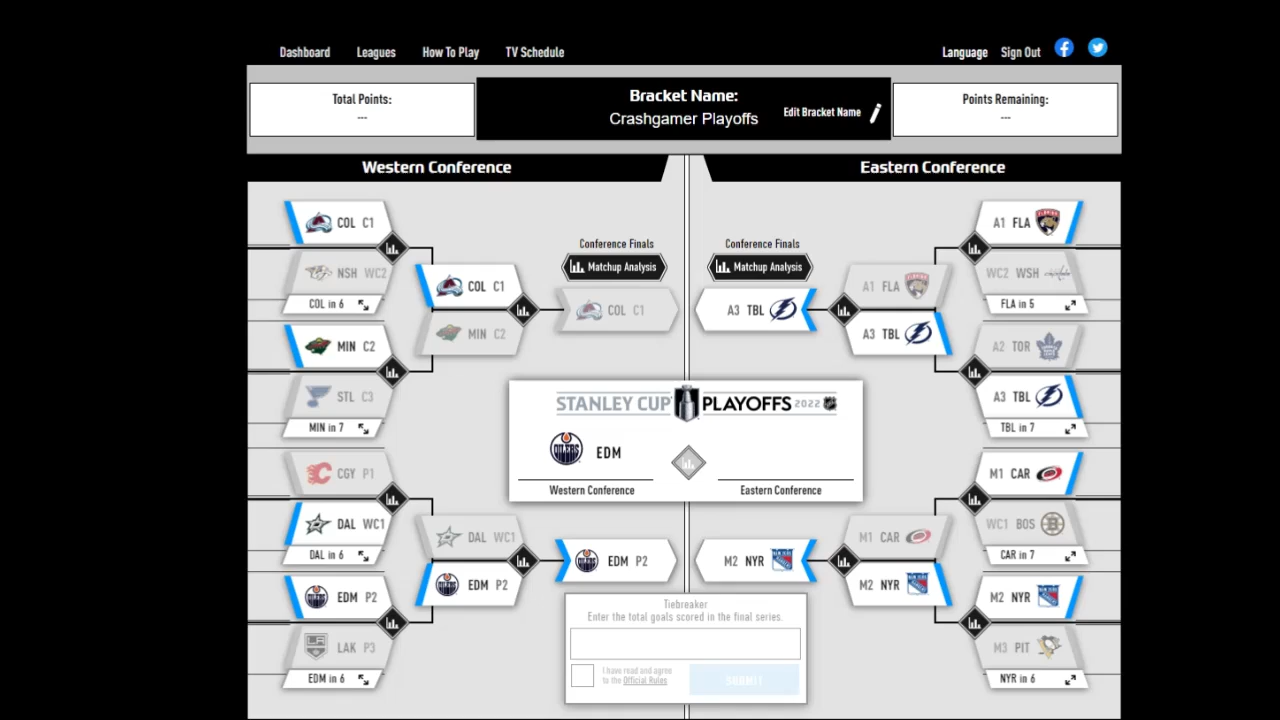 Dashboard Leagues How To Play TV Schedule Language Sign Out
Total Points:
---
Bracket Name:
Crashgamer Playoffs
Edit Bracket Name
Points Remaining:
---
Western Conference
Eastern Conference
COL C1
NSH WC2
COL in 6
MIN C2
STL C3
MIN in 7
CGY P1
DAL WC1
DAL in 6
EDM P2
LAK P3
EDM in 6
COL C1
MIN C2
DAL WC1
EDM P2
Conference Finals
Matchup Analysis
COL C1
EDM P2
Conference Finals
Matchup Analysis
A3 TBL
M2 NYR
A1 FLA
A3 TBL
M1 CAR
M2 NYR
A1 FLA
WC2 WSH
FLA in 5
A2 TOR
A3 TBL
TBL in 7
M1 CAR
WC1 BOS
CAR in 7
M2 NYR
M3 PIT
NYR in 6
STANLEY CUP PLAYOFFS 2022
OILERS
EDM
Western Conference
Eastern Conference
Tiebreaker
Enter the total goals scored in the final series.
I have read and agree
to the Official Rules
SUBMIT